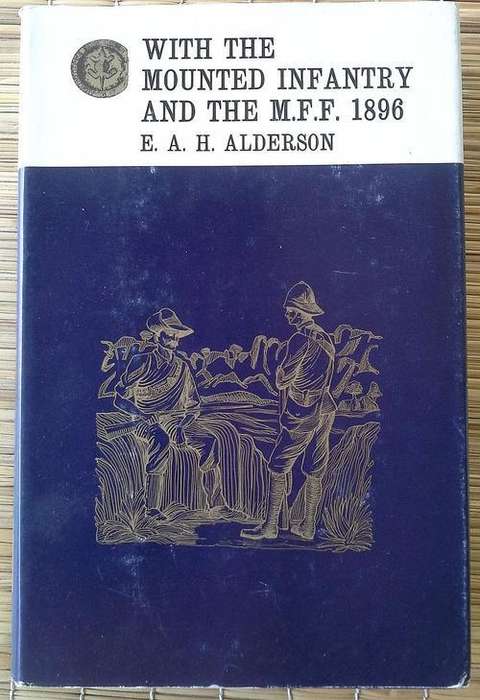 WITH THE
MOUNTED INFANTRY
AND THE M.F.F. 1896
E. A. H. ALDERSON